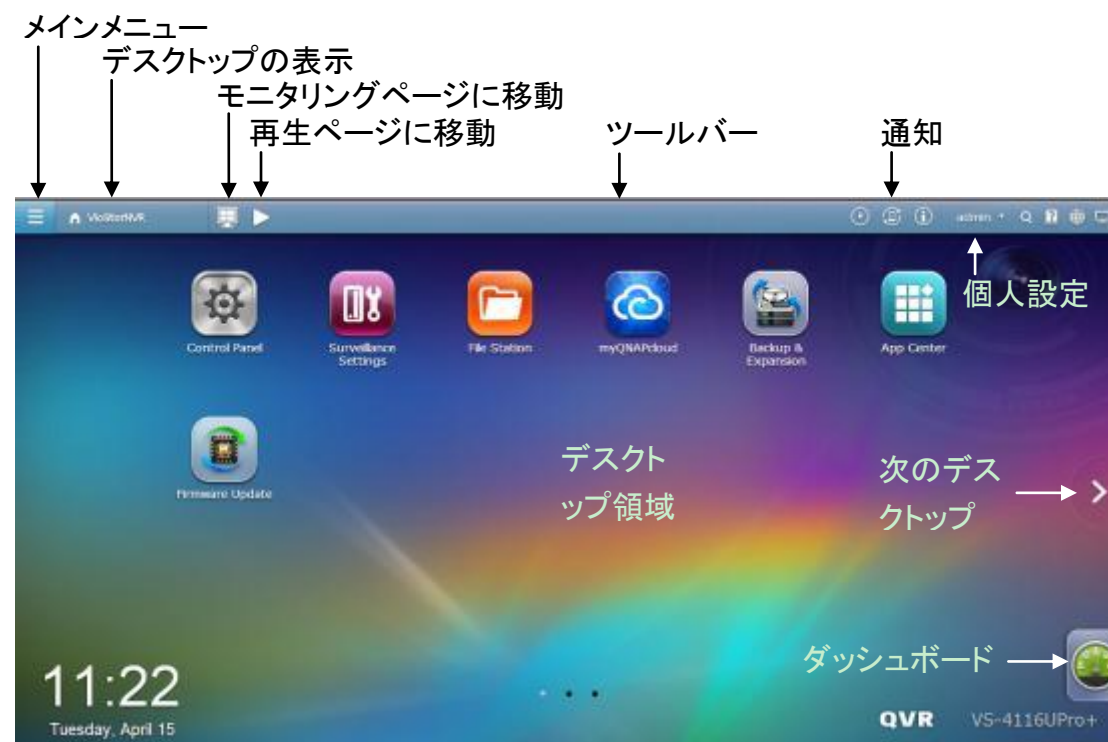 メインメニュー
デスクトップの表示
モニタリングページに移動
再生ページに移動
ツールバー
通知
VioStorNVR
admin
個人設定
Control Panel
Surveillance
Settings
File Station
myQNAPcloud
Backup &
Expansion
App Center
Firmware Update
デスクト
ップ領域
次のデス
クトップ
ダッシュボード
11:22
Tuesday, April 15
QVR
VS-4116UPro+